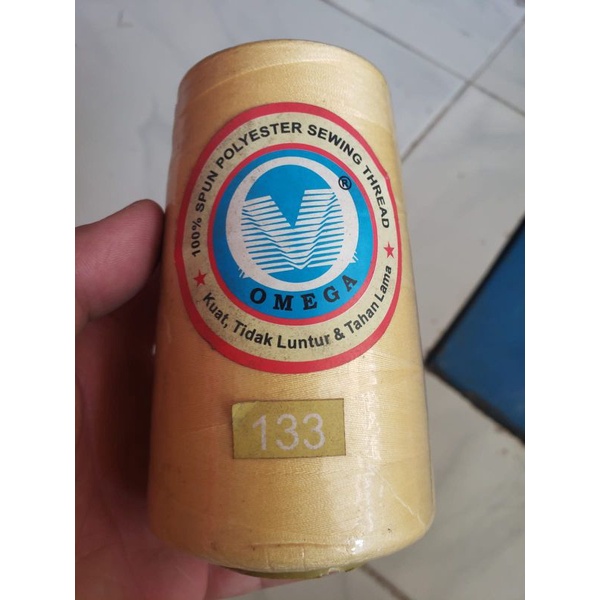 100% SPUN POLYESTER SEWING THREAD
®
OMEGA
★ Kuat, Tidak Luntur & Tahan Lama ★
133